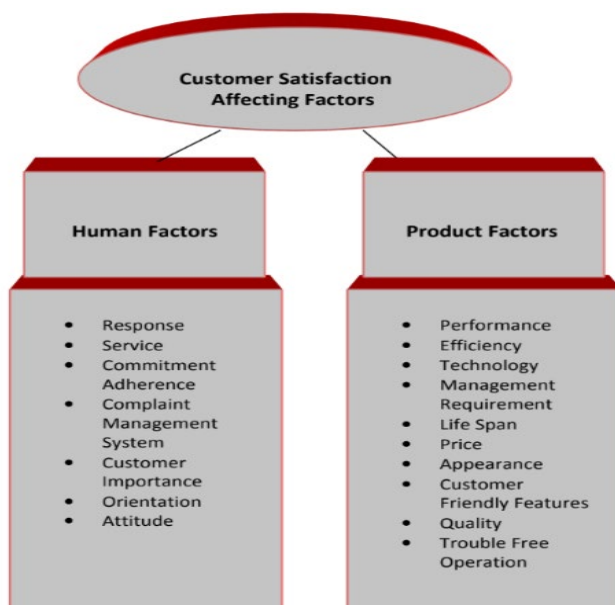 Customer Satisfaction
Affecting Factors
Human Factors
• Response
• Service
• Commitment
Adherence
• Complaint
Management
System
• Customer
Importance
• Orientation
• Attitude
Product Factors
• Performance
• Efficiency
• Technology
• Management
Requirement
• Life Span
• Price
• Appearance
• Customer
Friendly Features
• Quality
• Trouble Free
Operation